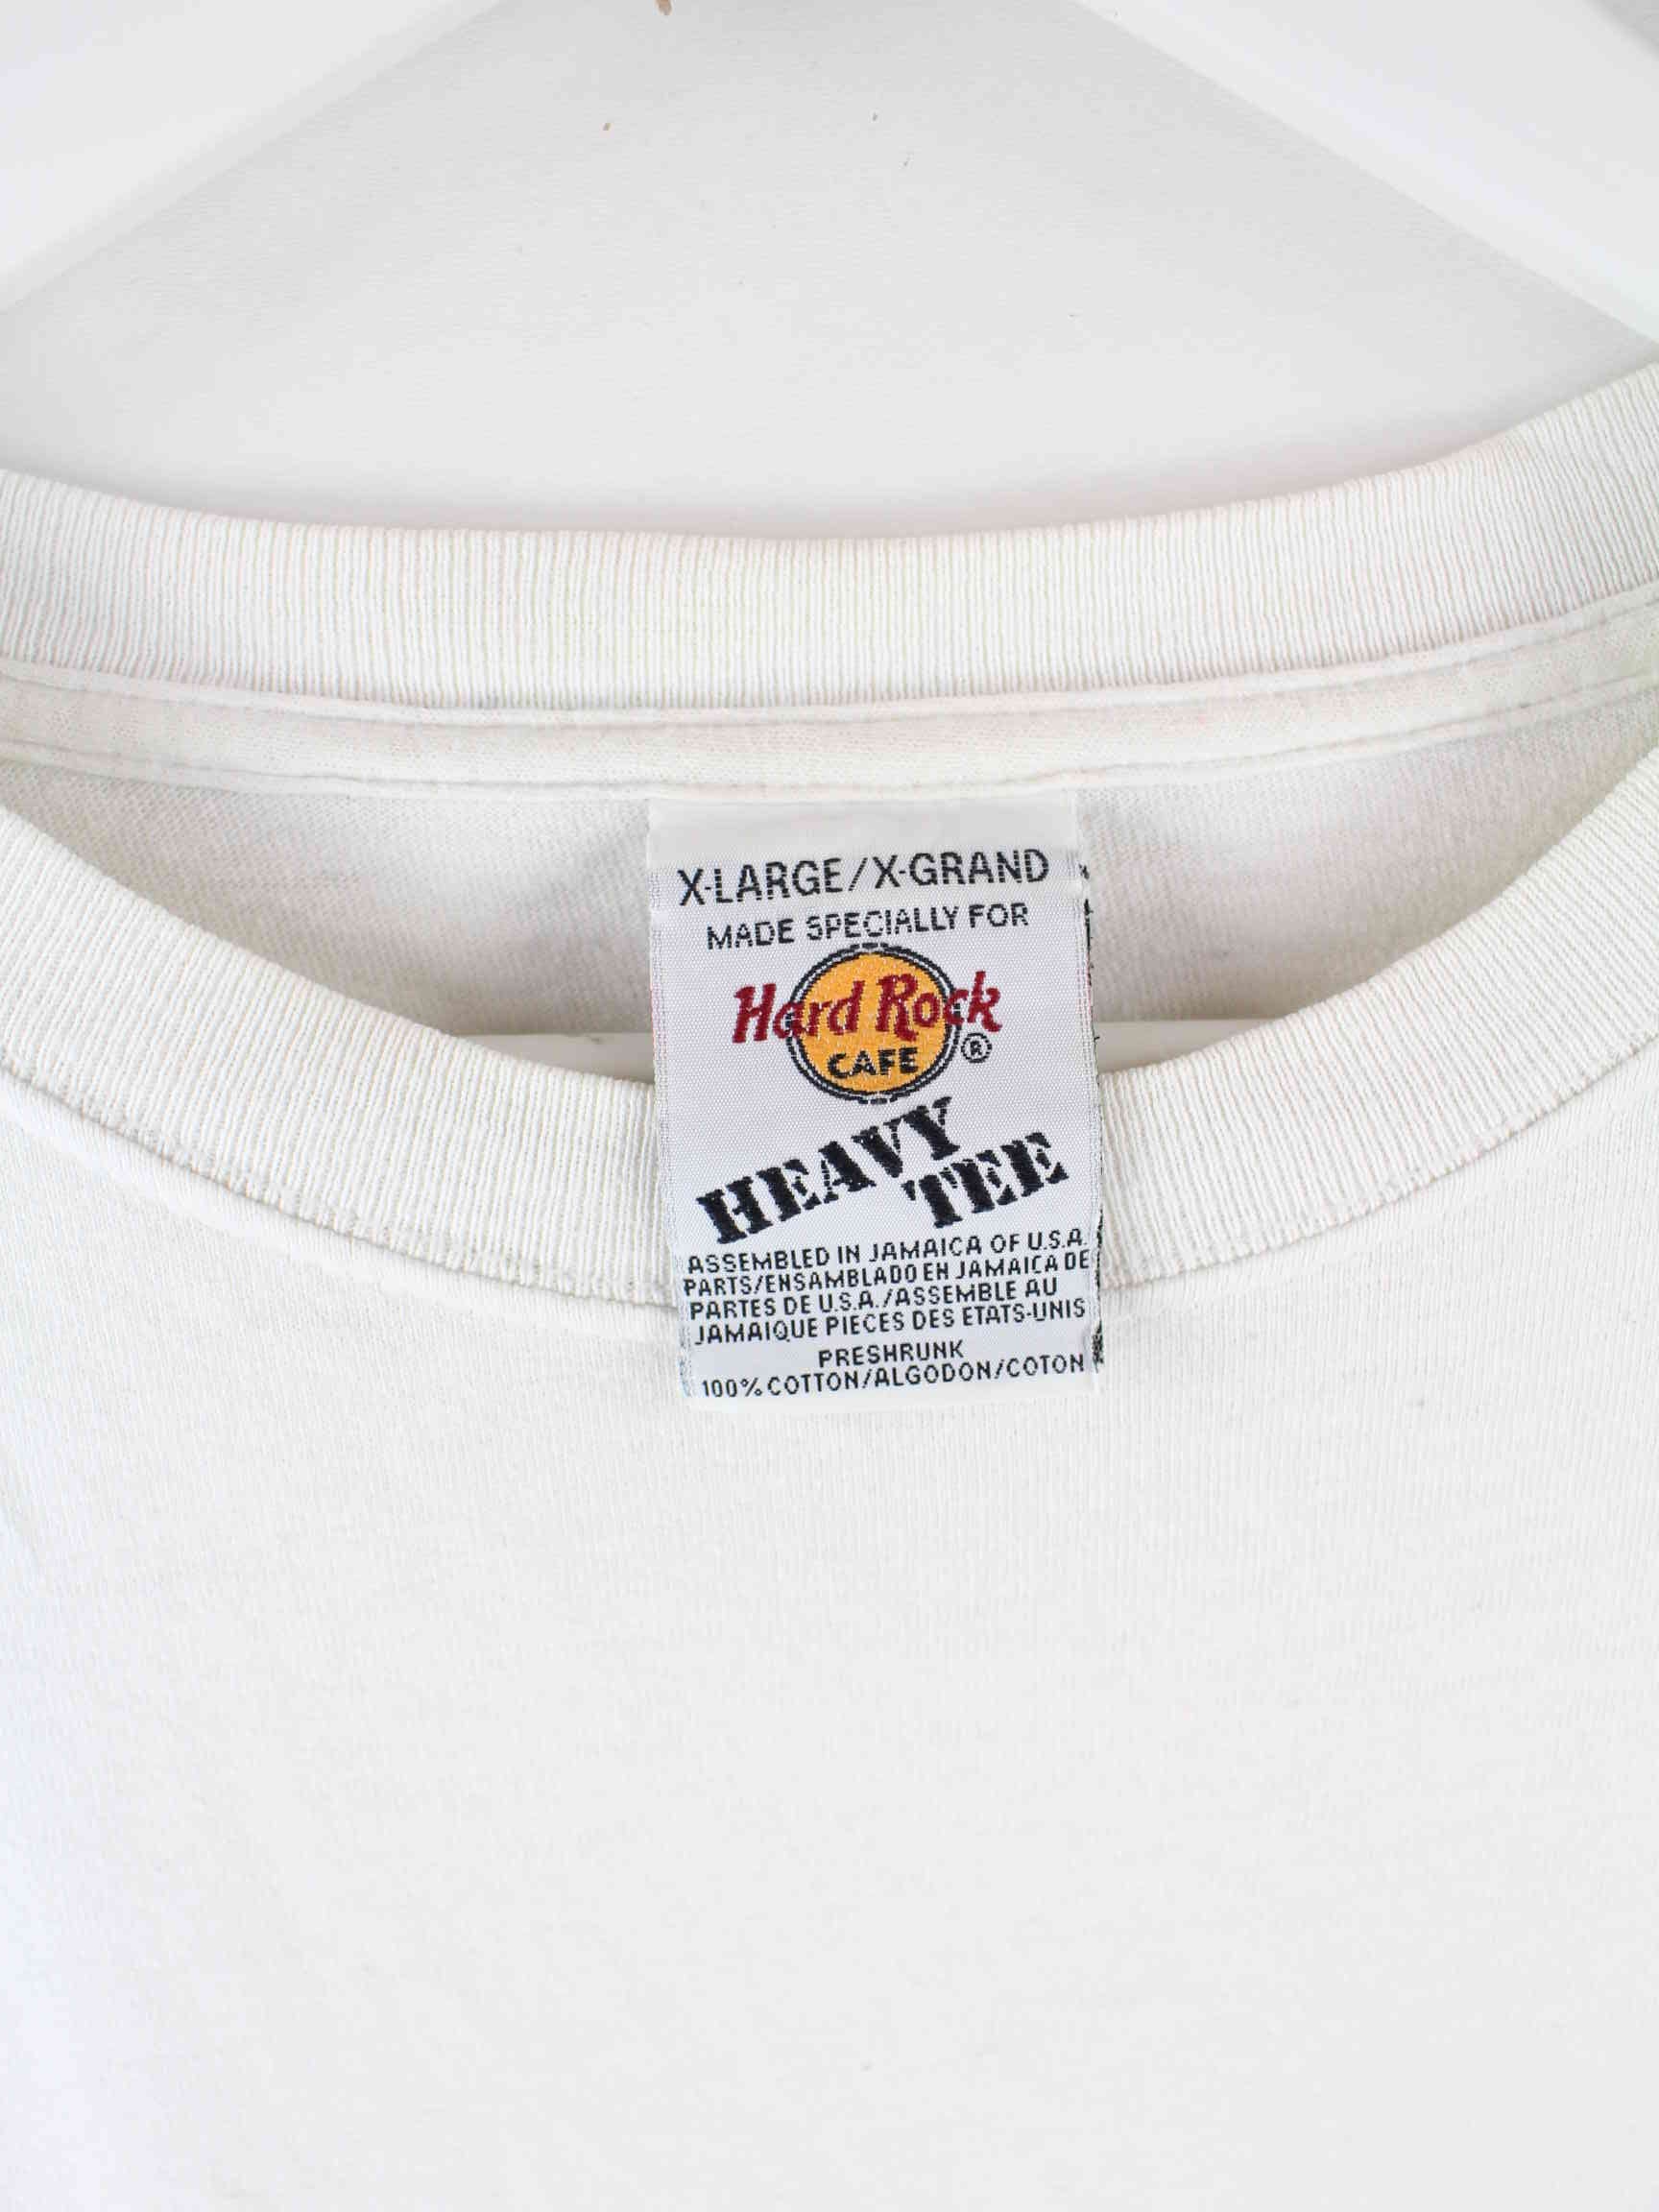 X-LARGE/X-GRAND
MADE SPECIALLY FOR
Hard Rock
CAFE ®
HEAVY
TEE
ASSEMBLED IN JAMAICA OF U.S.A.
PARTS/ENSAMBLADO EN JAMAICA DE
PARTES DE U.S.A./ASSEMBLE AU
JAMAIQUE PIECES DES ETATS-UNIS
PRESHRUNK
100% COTTON/ALGODON/COTON